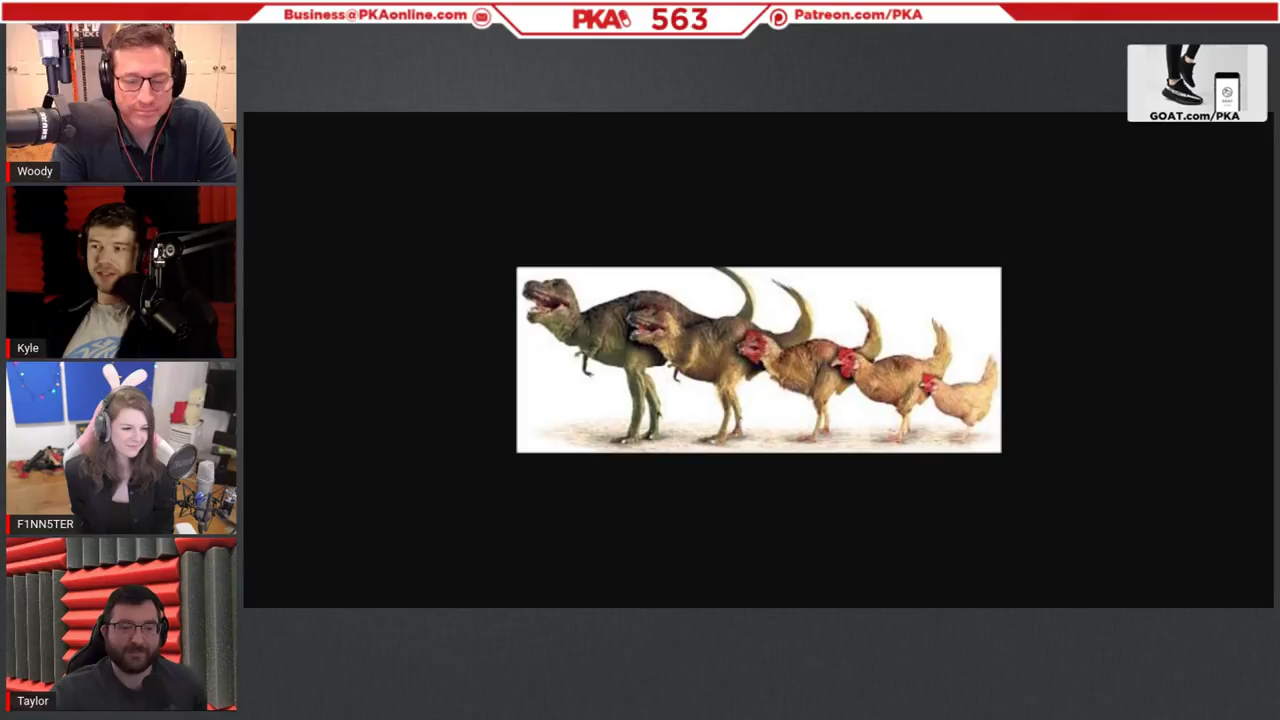 Business@PKAonline.com
PKA 563
Patreon.com/PKA
GOAT.com/PKA
Woody
Kyle
F1NN5TER
Taylor